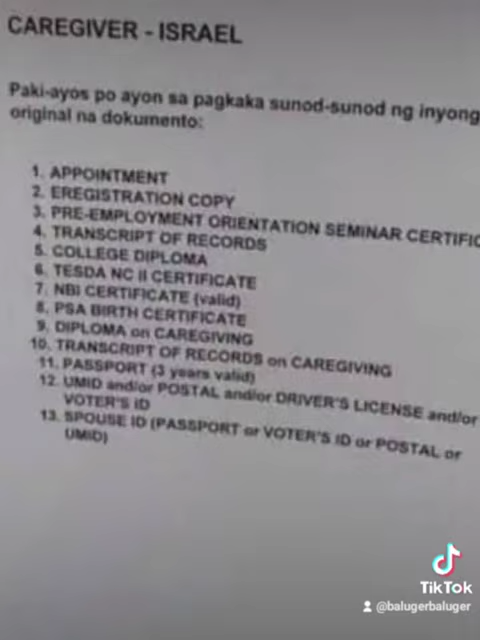 CAREGIVER - ISRAEL
Paki-ayos po ayon sa pagkaka sunod-sunod ng inyong
original na dokumento:
1. APPOINTMENT
2. EREGISTRATION COPY
3. PRE-EMPLOYMENT ORIENTATION SEMINAR CERTIFIC
4. TRANSCRIPT OF RECORDS
5. COLLEGE DIPLOMA
6. TESDA NC II CERTIFICATE
7. NBI CERTIFICATE (valid)
8. PSA BIRTH CERTIFICATE
9. DIPLOMA on CAREGIVING
10. TRANSCRIPT OF RECORDS on CAREGIVING
11. PASSPORT (3 years valid)
12. UMID and/or POSTAL and/or DRIVER'S LICENSE and/or
VOTER'S ID
13. SPOUSE ID (PASSPORT or VOTER'S ID or POSTAL or
UMID)
TikTok
@balugerbaluger